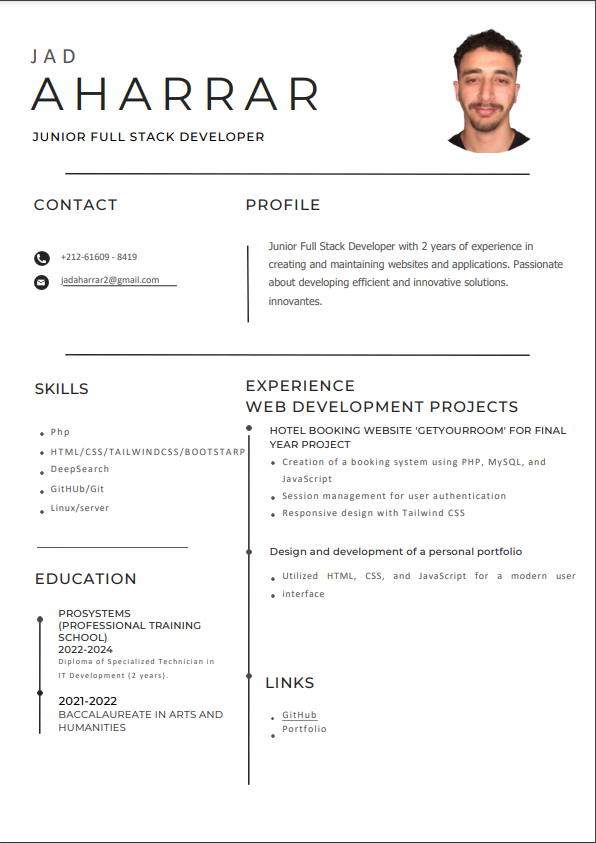 JAD
AHARRAR
JUNIOR FULL STACK DEVELOPER
CONTACT
+212-61609 - 8419
jadaharrar2@gmail.com
PROFILE
Junior Full Stack Developer with 2 years of experience in
creating and maintaining websites and applications. Passionate
about developing efficient and innovative solutions.
innovantes.
SKILLS
Php
HTML/CSS/TAILWINDCSS/BOOTSTARP
DeepSearch
GitHUb/Git
Linux/server
EDUCATION
PROSYSTEMS
(PROFESSIONAL TRAINING
SCHOOL)
2022-2024
Diploma of Specialized Technician in
IT Development (2 years).
2021-2022
BACCALAUREATE IN ARTS AND
HUMANITIES
EXPERIENCE
WEB DEVELOPMENT PROJECTS
HOTEL BOOKING WEBSITE 'GETYOURROOM' FOR FINAL
YEAR PROJECT
Creation of a booking system using PHP, MySQL, and
JavaScript
Session management for user authentication
Responsive design with Tailwind CSS
Design and development of a personal portfolio
Utilized HTML, CSS, and JavaScript for a modern user
interface
LINKS
GitHub
Portfolio